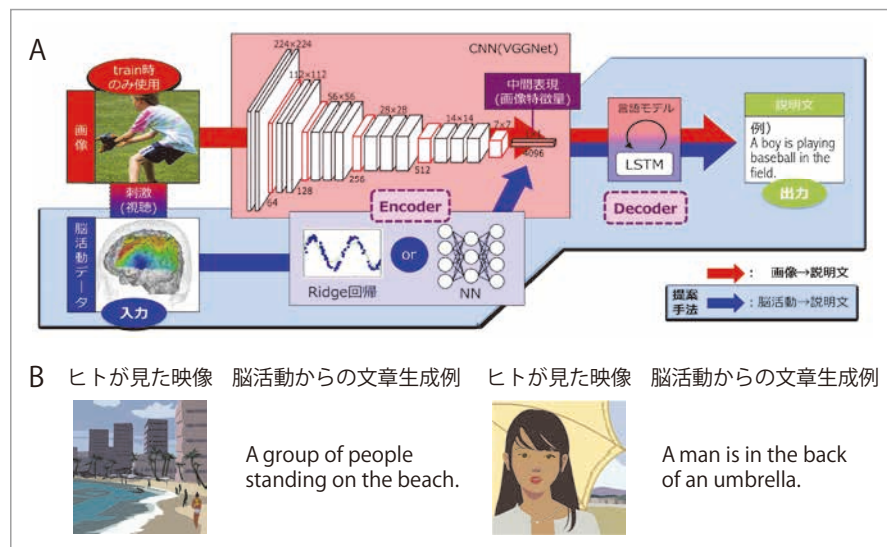 A
train時
のみ使用
画像
刺激
(視聴)
脳活動データ
入力
CNN(VGGNet)
224×224
112×112
56×56
28×28
14×14
7×7
64
128
256
512
4096
中間表現
(画像特徴量)
Encoder
Ridge回帰
or
NN
言語モデル
LSTM
Decoder
説明文
例)
A boy is playing
baseball in the
field.
出力
: 画像→説明文
提案
手法
: 脳活動→説明文
B
ヒトが見た映像 脳活動からの文章生成例 ヒトが見た映像 脳活動からの文章生成例
A group of people
standing on the beach.
A man is in the back
of an umbrella.